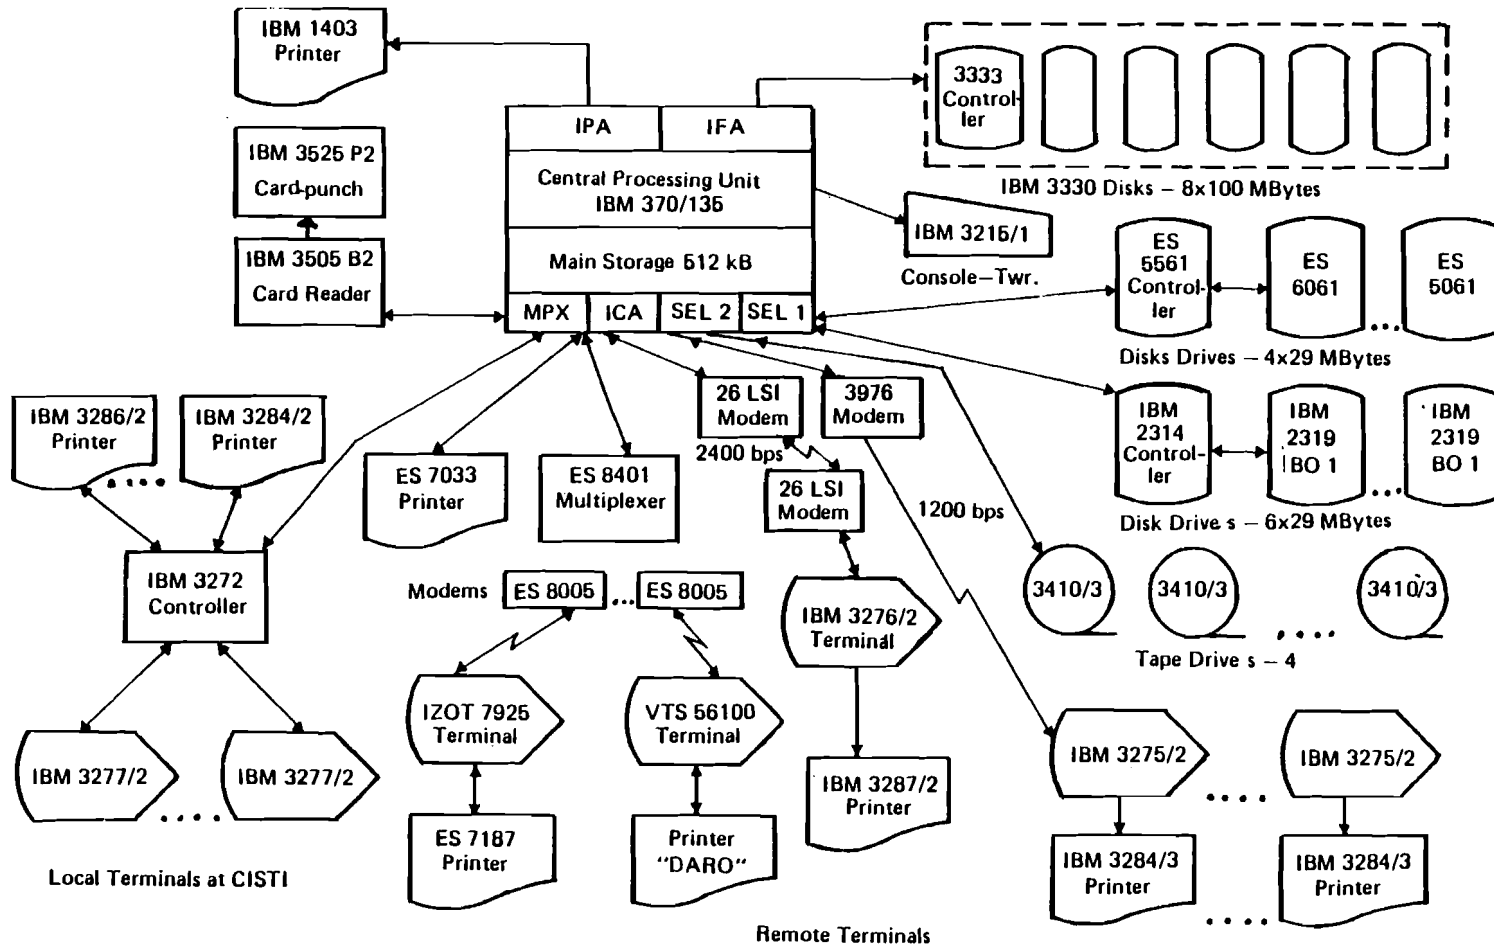 IBM 1403
Printer
IBM 3525 P2
Card-punch
IBM 3505 B2
Card Reader
IPA
IFA
Central Processing Unit
IBM 370/135
Main Storage 512 kB
MPX
ICA
SEL 2
SEL 1
3333
Control-
ler
IBM 3330 Disks – 8x100 MBytes
IBM 3215/1
Console–Twr.
ES
5561
Control-
ler
ES
6061
ES
5061
Disks Drives – 4x29 MBytes
IBM
2314
Control-
ler
IBM
2319
BO 1
IBM
2319
BO 1
Disk Drive s – 6x29 MBytes
IBM 3286/2
Printer
IBM 3284/2
Printer
ES 7033
Printer
ES 8401
Multiplexer
26 LSI
Modem
2400 bps
3976
Modem
26 LSI
Modem
1200 bps
3410/3
3410/3
3410/3
Tape Drive s – 4
IBM 3272
Controller
Modems
ES 8005
ES 8005
IBM 3276/2
Terminal
IZOT 7925
Terminal
VTS 56100
Terminal
IBM 3277/2
IBM 3277/2
IBM 3287/2
Printer
IBM 3275/2
IBM 3275/2
ES 7187
Printer
Printer
"DARO"
IBM 3284/3
Printer
IBM 3284/3
Printer
Local Terminals at CISTI
Remote Terminals